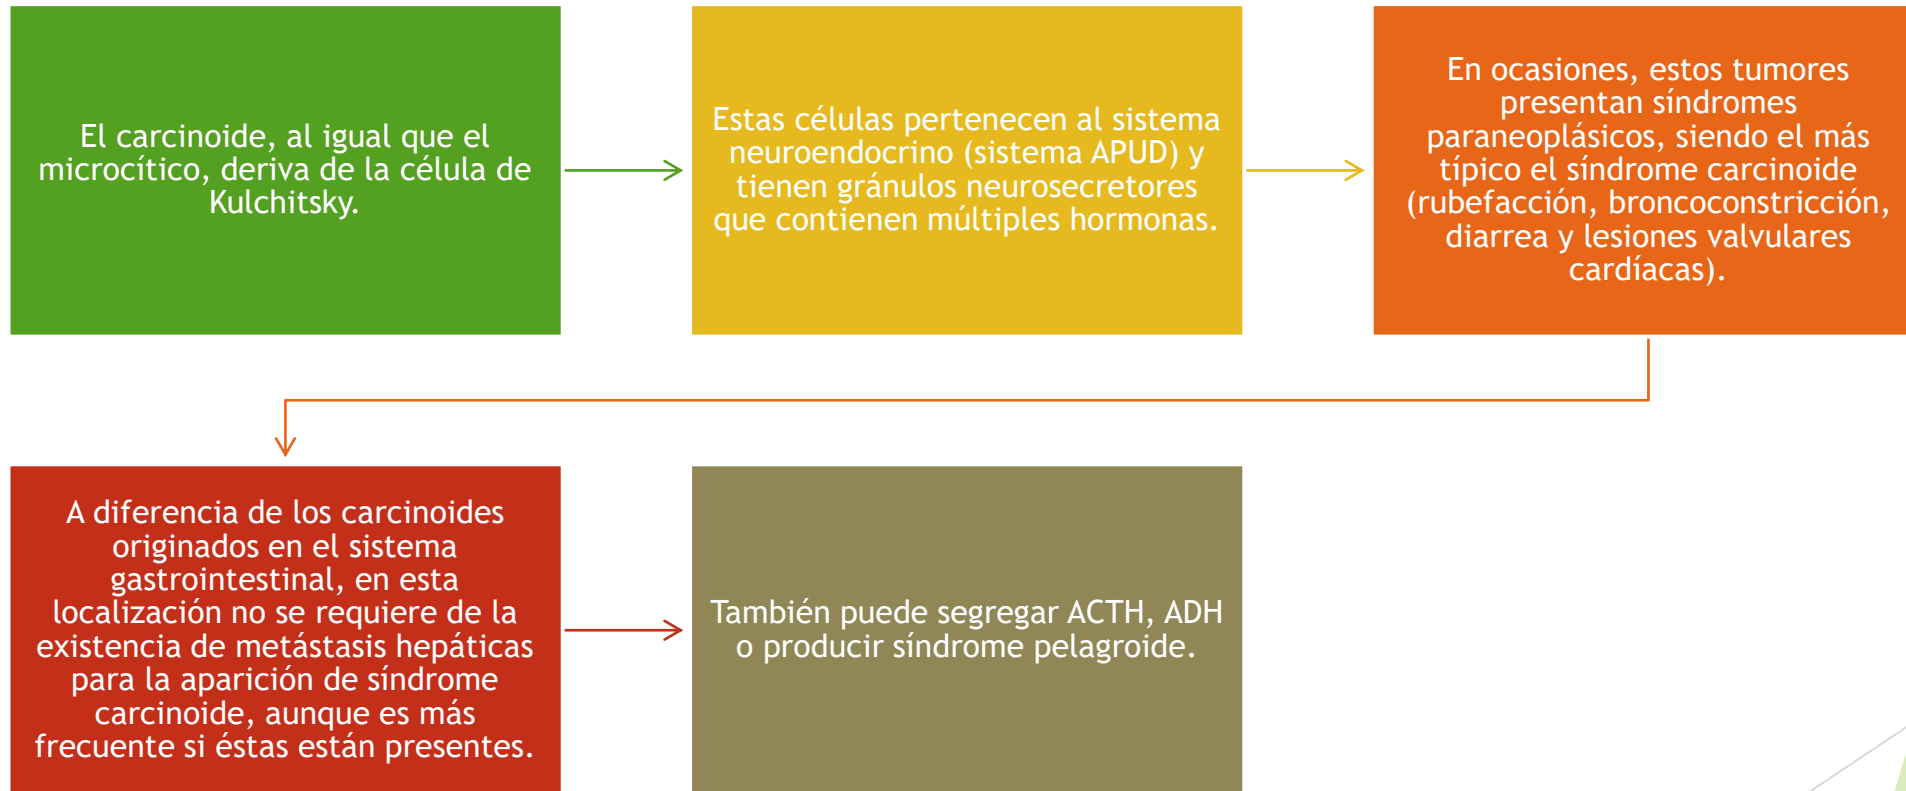 El carcinoide, al igual que el
microcítico, deriva de la célula de
Kulchitsky.
Estas células pertenecen al sistema
neuroendocrino (sistema APUD) y
tienen gránulos neurosecretores
que contienen múltiples hormonas.
En ocasiones, estos tumores
presentan síndromes
paraneoplásicos, siendo el más
típico el síndrome carcinoide
(rubefacción, broncoconstricción,
diarrea y lesiones valvulares
cardíacas).
A diferencia de los carcinoides
originados en el sistema
gastrointestinal, en esta
localización no se requiere de la
existencia de metástasis hepáticas
para la aparición de síndrome
carcinoide, aunque es más
frecuente si éstas están presentes.
También puede segregar ACTH, ADH
o producir síndrome pelagroide.